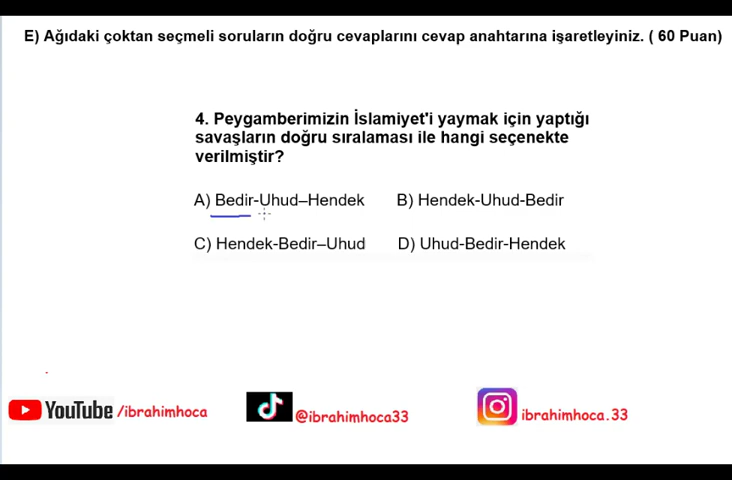 E) Ağıdaki çoktan seçmeli soruların doğru cevaplarını cevap anahtarına işaretleyiniz. ( 60 Puan)
4. Peygamberimizin İslamiyet'i yaymak için yaptığı
savaşların doğru sıralaması ile hangi seçenekte
verilmiştir?
A) Bedir-Uhud–Hendek B) Hendek-Uhud-Bedir
C) Hendek-Bedir–Uhud D) Uhud-Bedir-Hendek
YouTube /ibrahimhoca @ibrahimhoca33 ibrahimhoca.33